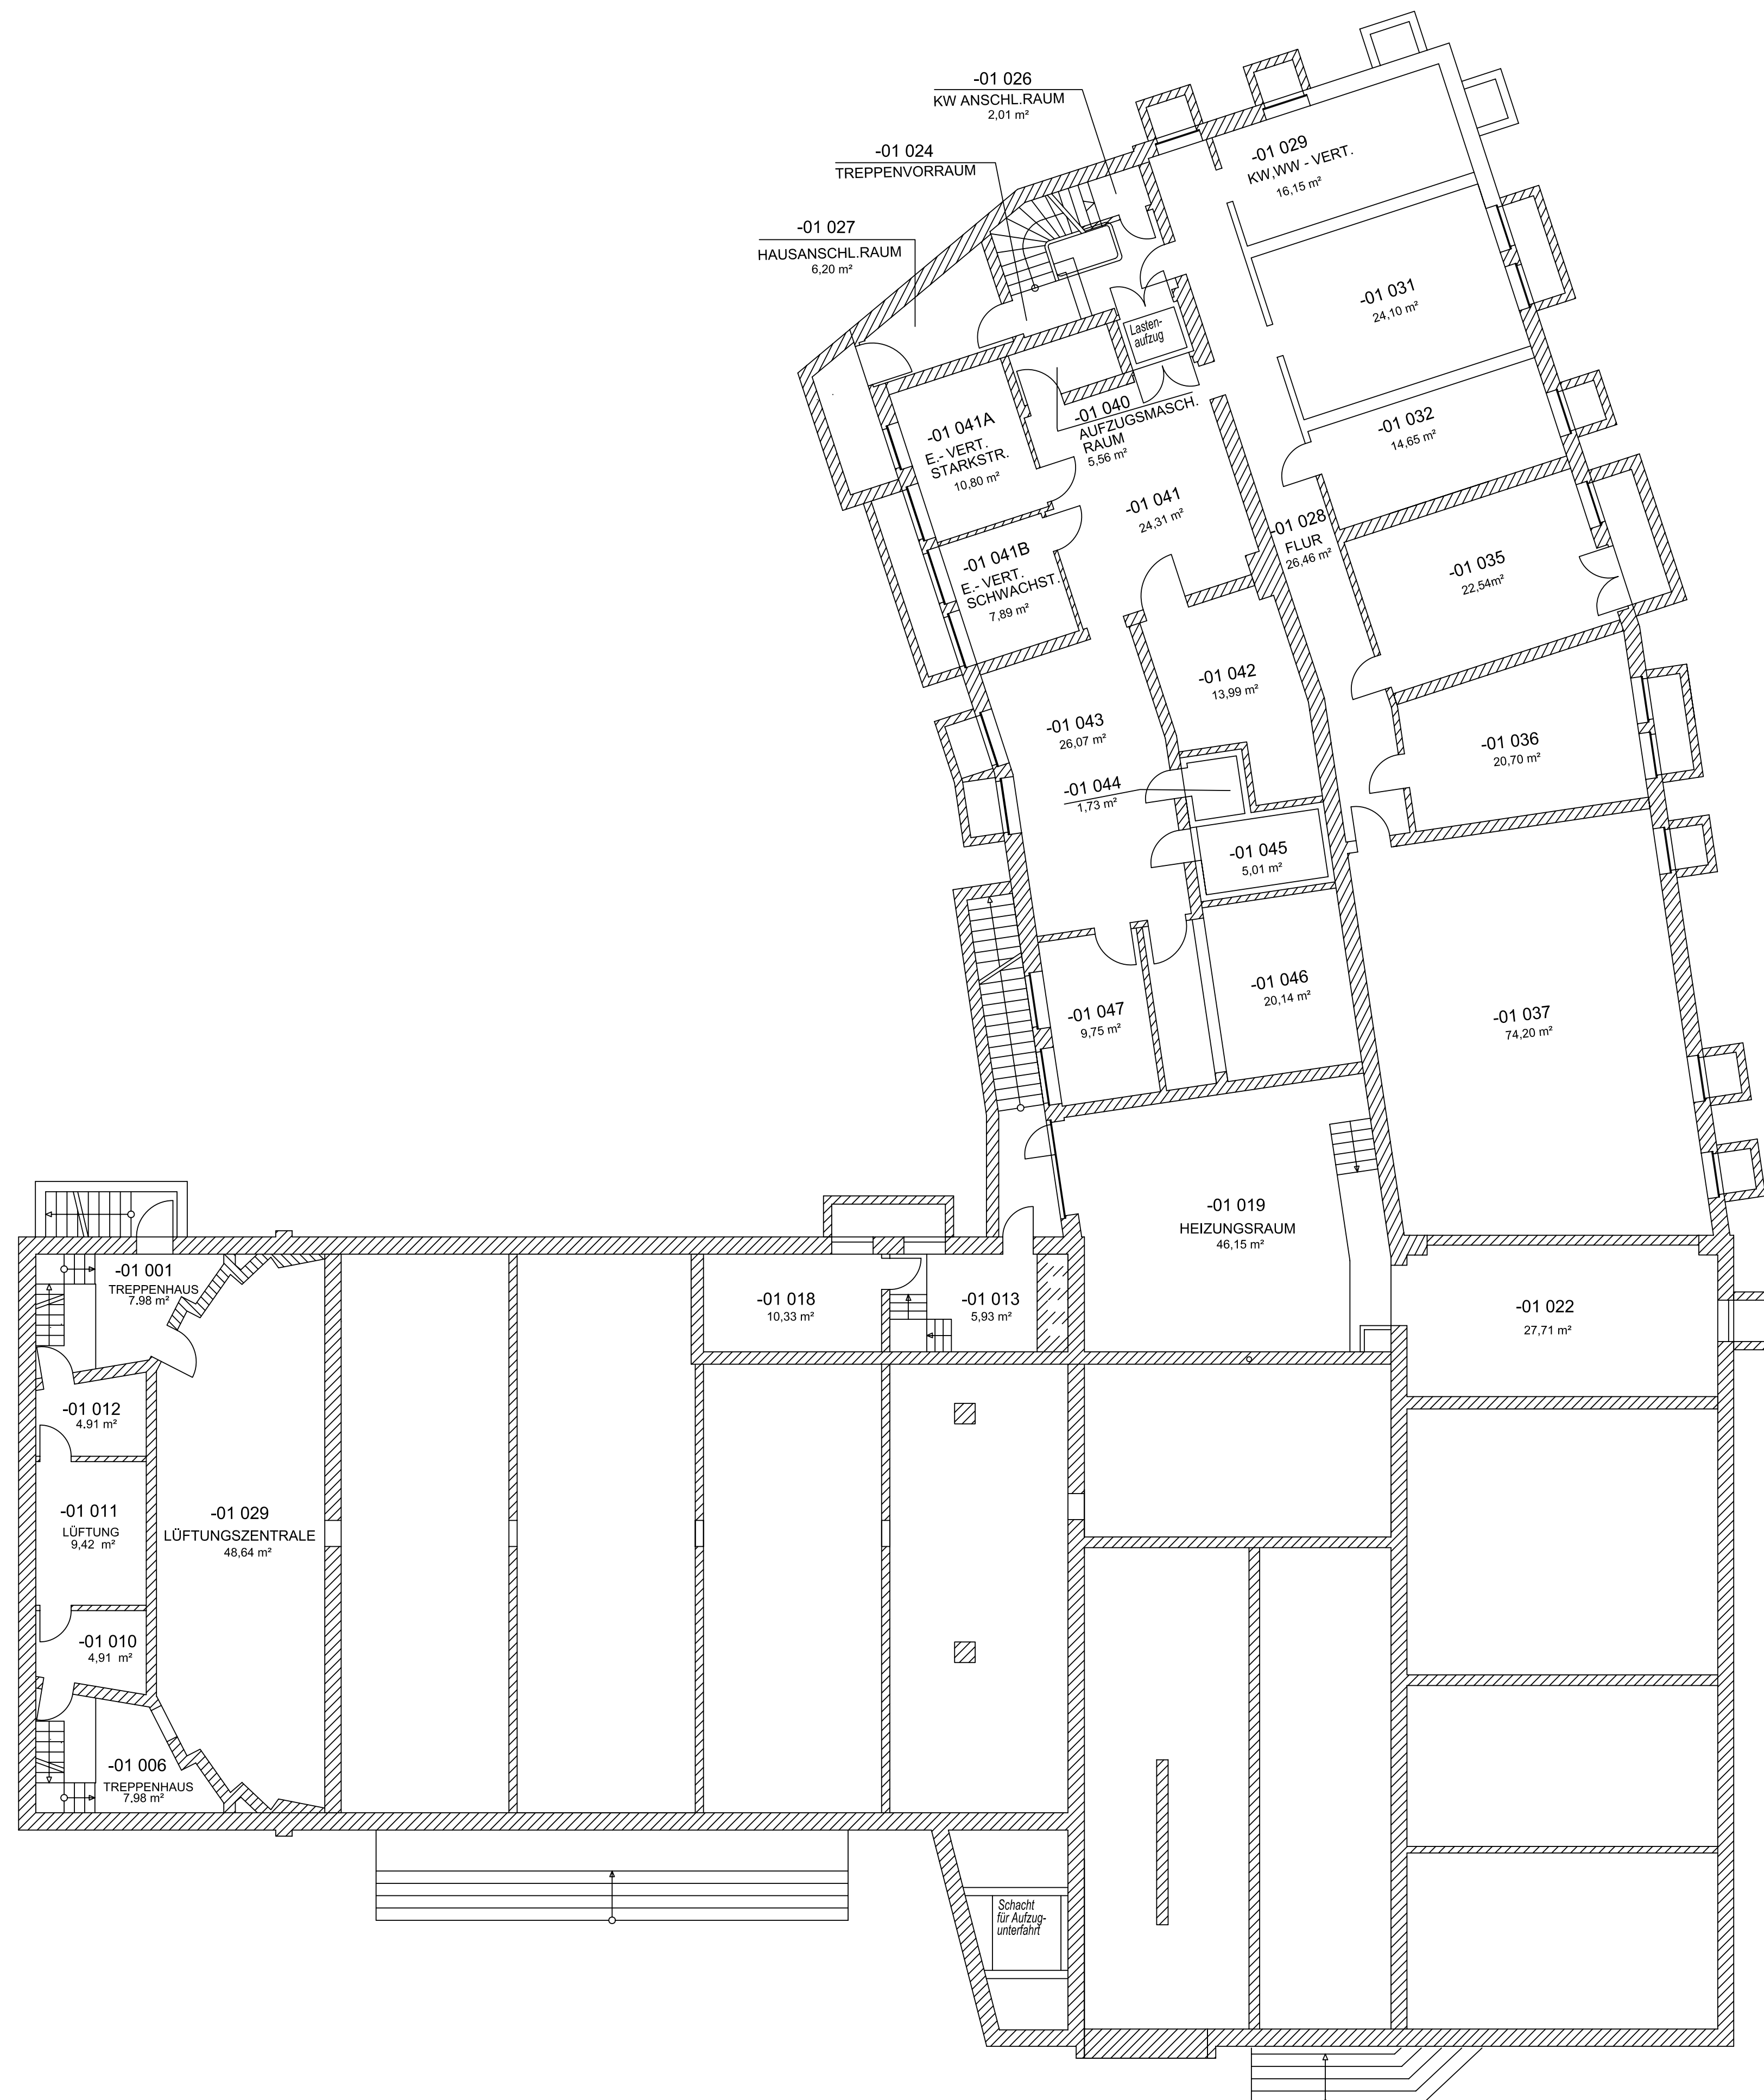 -01 026
KW ANSCHL.RAUM
2,01 m²
-01 024
TREPPENVORRAUM
-01 027
HAUSANSCHL.RAUM
6,20 m²
-01 029
KW,WW - VERT.
16,15 m²
-01 031
24,10 m²
Lasten-
aufzug
-01 032
14,65 m²
-01 040
AUFZUGSMASCH.
RAUM
5,56 m²
-01 041A
E.- VERT.
STARKSTR.
10,80 m²
-01 041
24,31 m²
-01 028
FLUR
26,46 m²
-01 035
22,54m²
-01 041B
E.- VERT.
SCHWACHST.
7,89 m²
-01 042
13,99 m²
-01 043
26,07 m²
-01 036
20,70 m²
-01 044
1,73 m²
-01 045
5,01 m²
-01 046
20,14 m²
-01 047
9,75 m²
-01 037
74,20 m²
-01 019
HEIZUNGSRAUM
46,15 m²
-01 001
TREPPENHAUS
7.98 m²
-01 018
10,33 m²
-01 013
5,93 m²
-01 022
27,71 m²
-01 012
4.91 m²
-01 011
LÜFTUNG
9,42 m²
-01 029
LÜFTUNGSZENTRALE
48,64 m²
-01 010
4,91 m²
-01 006
TREPPENHAUS
7.98 m²
Schacht
für Aufzug-
unterfahrt